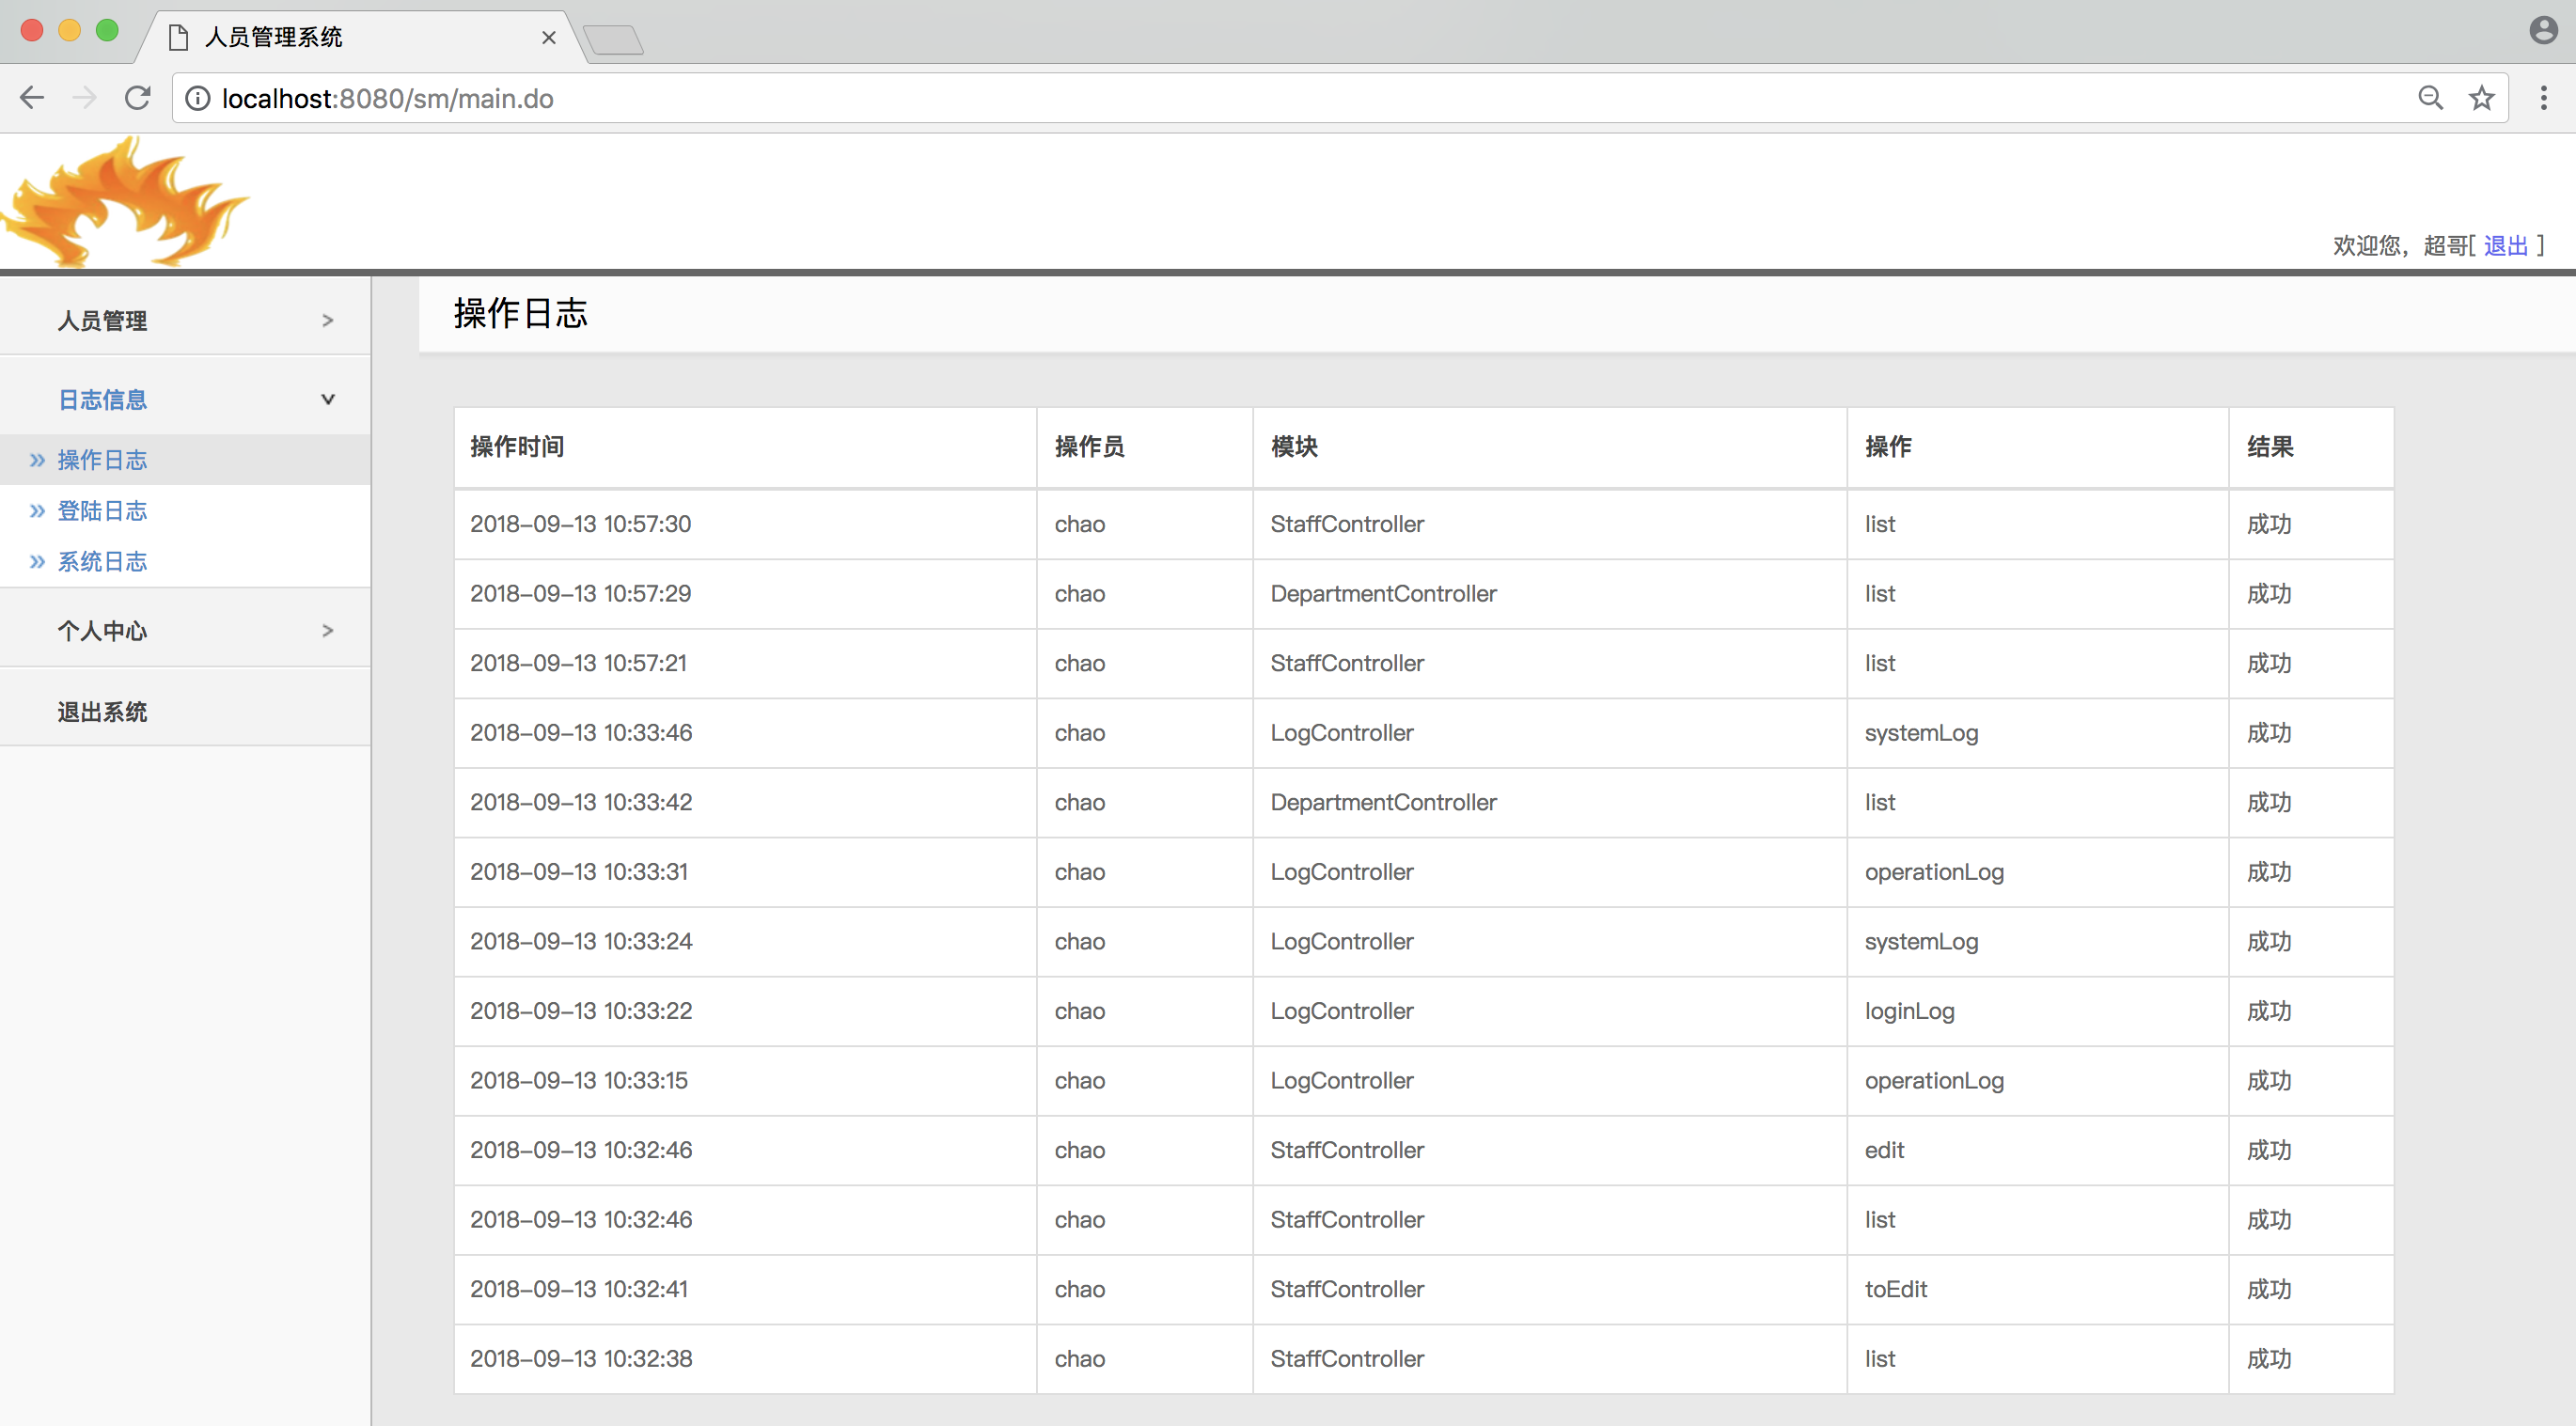 人员管理系统
localhost:8080/sm/main.do
欢迎您，超哥[ 退出 ]
人员管理 >
日志信息
操作日志
登陆日志
系统日志
个人中心 >
退出系统
操作日志
操作时间 操作员 模块 操作 结果
2018-09-13 10:57:30 chao StaffController list 成功
2018-09-13 10:57:29 chao DepartmentController list 成功
2018-09-13 10:57:21 chao StaffController list 成功
2018-09-13 10:33:46 chao LogController systemLog 成功
2018-09-13 10:33:42 chao DepartmentController list 成功
2018-09-13 10:33:31 chao LogController operationLog 成功
2018-09-13 10:33:24 chao LogController systemLog 成功
2018-09-13 10:33:22 chao LogController loginLog 成功
2018-09-13 10:33:15 chao LogController operationLog 成功
2018-09-13 10:32:46 chao StaffController edit 成功
2018-09-13 10:32:46 chao StaffController list 成功
2018-09-13 10:32:41 chao StaffController toEdit 成功
2018-09-13 10:32:38 chao StaffController list 成功